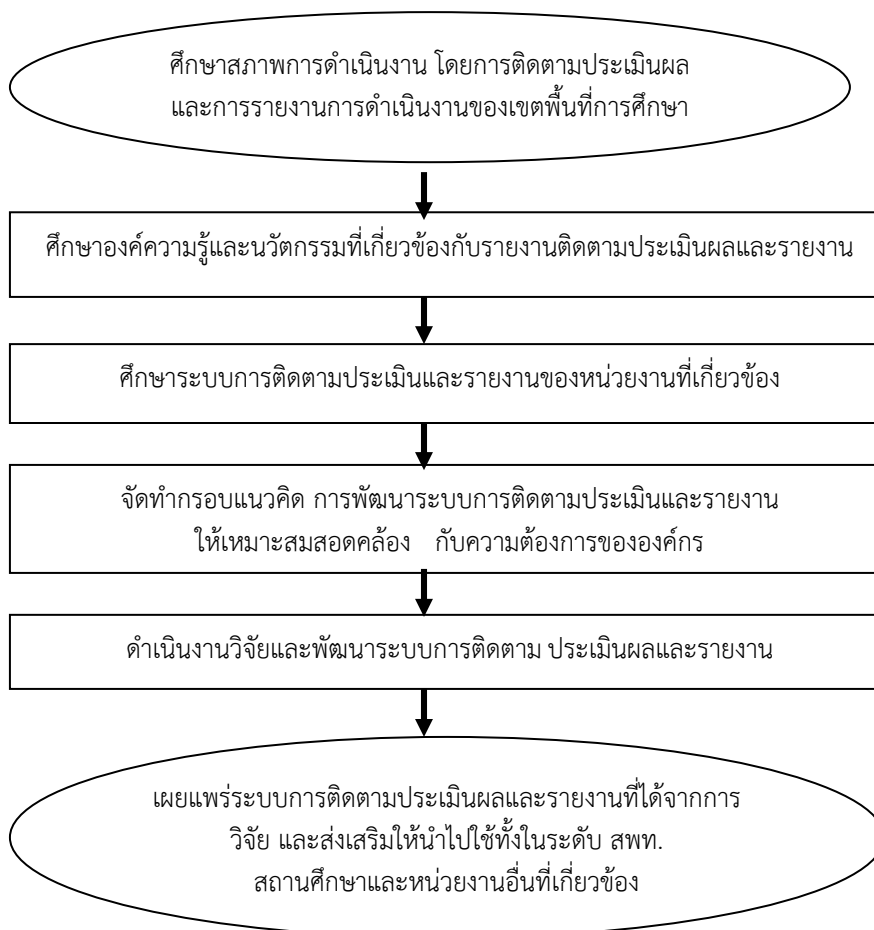 ศึกษาสภาพการดำเนินงาน โดยการติดตามประเมินผล
และการรายงานการดำเนินงานของเขตพื้นที่การศึกษา
ศึกษาองค์ความรู้และนวัตกรรมที่เกี่ยวข้องกับรายงานติดตามประเมินผลและรายงาน
ศึกษาระบบการติดตามประเมินและรายงานของหน่วยงานที่เกี่ยวข้อง
จัดทำกรอบแนวคิด การพัฒนาระบบการติดตามประเมินและรายงาน
ให้เหมาะสมสอดคล้อง กับความต้องการขององค์กร
ดำเนินงานวิจัยและพัฒนาระบบการติดตาม ประเมินผลและรายงาน
เผยแพร่ระบบการติดตามประเมินผลและรายงานที่ได้จากการ
วิจัย และส่งเสริมให้นำไปใช้ทั้งในระดับ สพท.
สถานศึกษาและหน่วยงานอื่นที่เกี่ยวข้อง